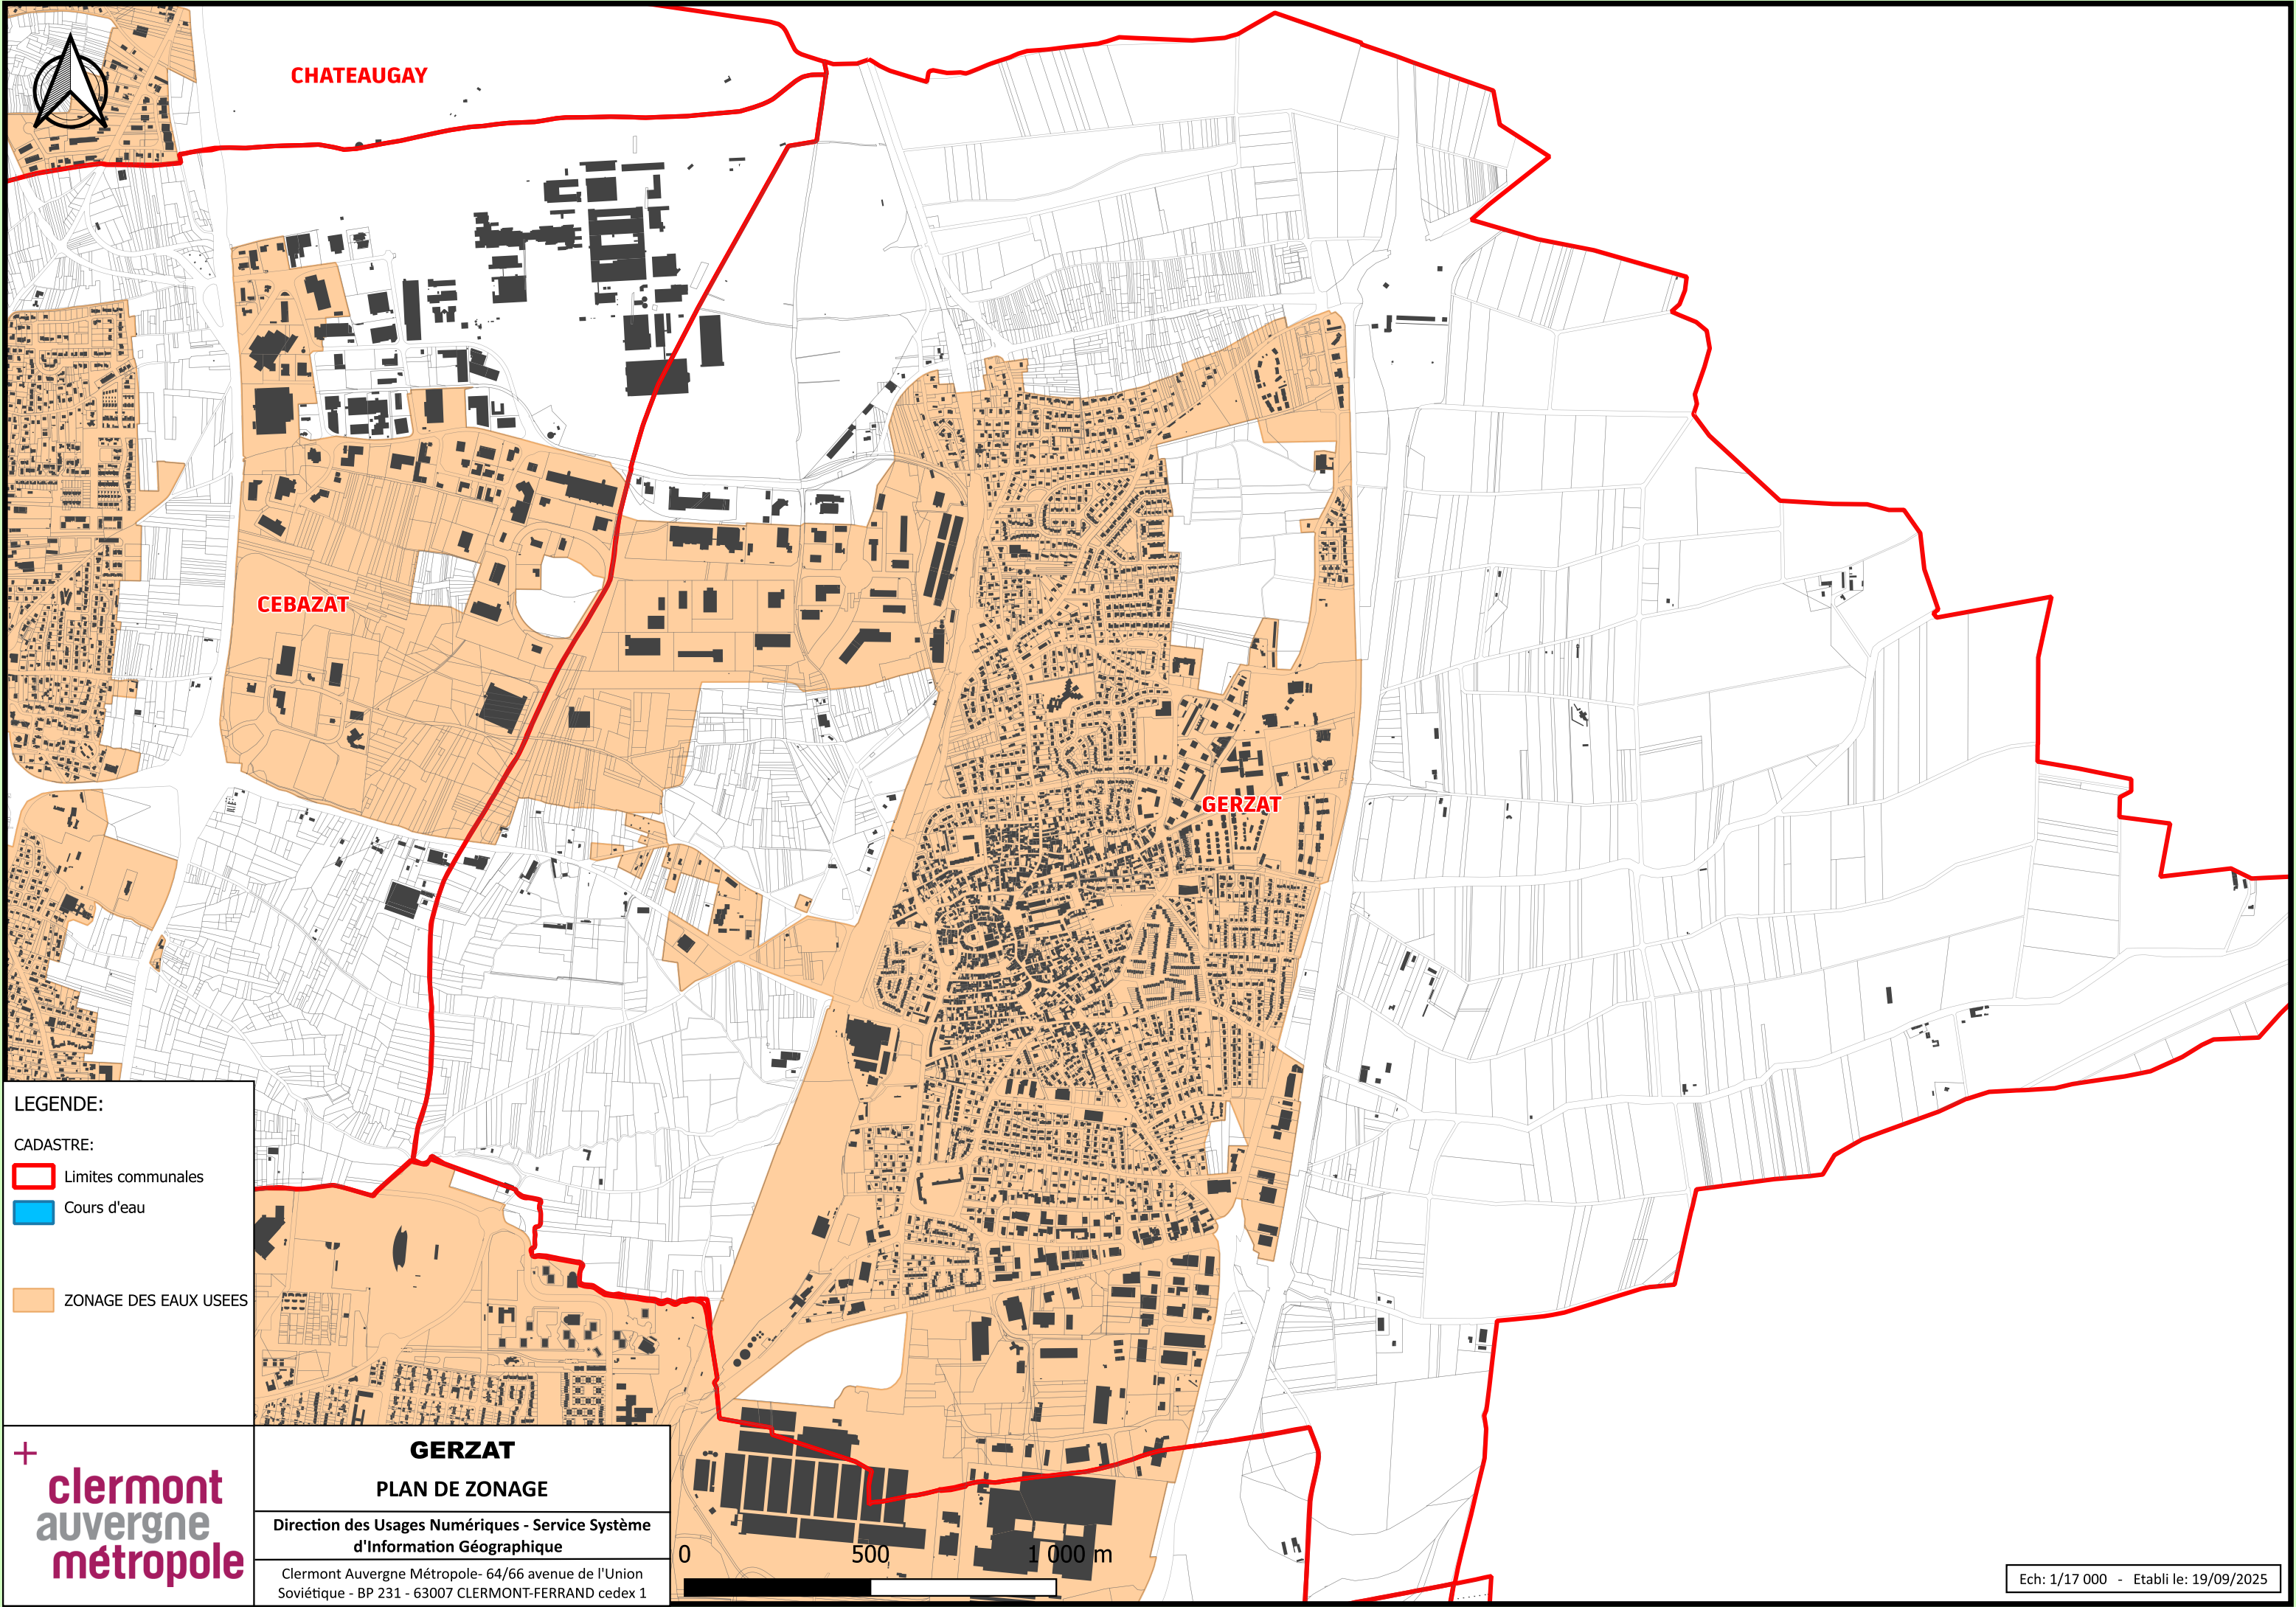 CHATEAUGAY
CEBAZAT
GERZAT
LEGENDE:
CADASTRE:
Limites communales
Cours d'eau
ZONAGE DES EAUX USEES
+
clermont
auvergne
métropole
GERZAT
PLAN DE ZONAGE
Direction des Usages Numériques - Service Système
d'Information Géographique
Clermont Auvergne Métropole- 64/66 avenue de l'Union
Soviétique - BP 231 - 63007 CLERMONT-FERRAND cedex 1
0 500 1 000 m
Ech: 1/17 000 - Etabli le: 19/09/2025